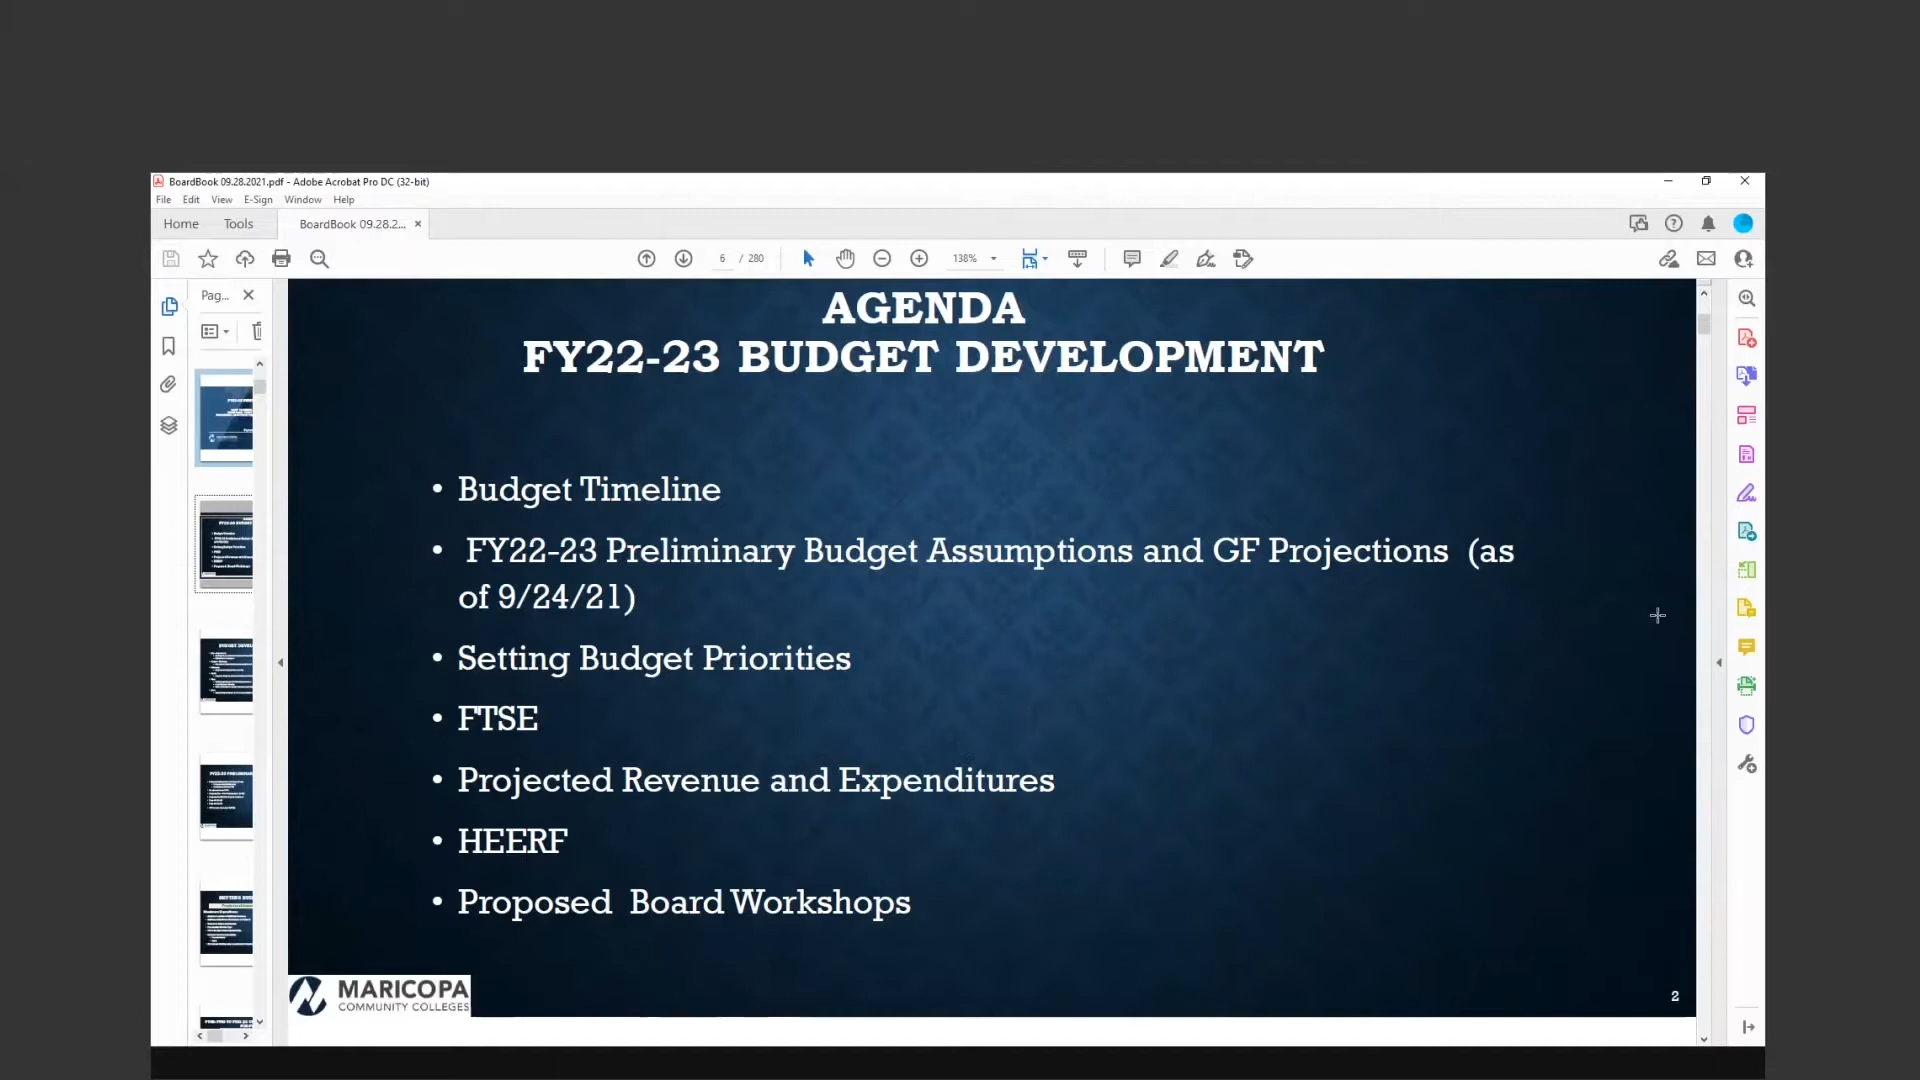 BoardBook 09.28.2021.pdf - Adobe Acrobat Pro DC (32-bit)
File Edit View E-Sign Window Help
Home Tools BoardBook 09.28.2...
6 / 280 138%
Pag...
AGENDA
FY22-23 BUDGET DEVELOPMENT
• Budget Timeline
• FY22-23 Preliminary Budget Assumptions and GF Projections (as
of 9/24/21)
• Setting Budget Priorities
• FTSE
• Projected Revenue and Expenditures
• HEERF
• Proposed Board Workshops
MARICOPA
COMMUNITY COLLEGES
2